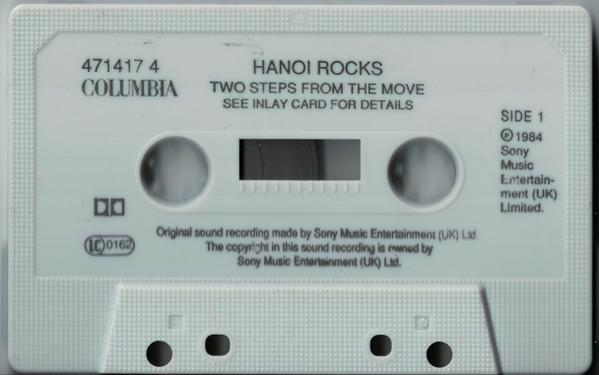 471417 4
COLUMBIA
HANOI ROCKS
TWO STEPS FROM THE MOVE
SEE INLAY CARD FOR DETAILS
SIDE 1
℗ 1984
Sony
Music
Entertain-
ment (UK)
Limited.
LC 0162
Original sound recording made by Sony Music Entertainment (UK) Ltd.
The copyright in this sound recording is owned by
Sony Music Entertainment (UK) Ltd.